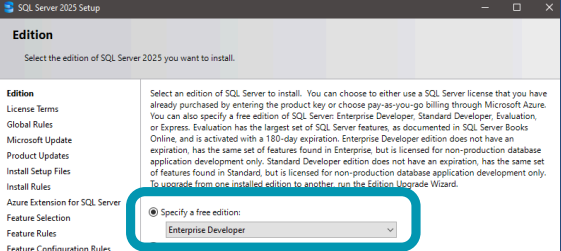 SQL Server 2025 Setup
Edition
Select the edition of SQL Server 2025 you want to install.
Edition
License Terms
Global Rules
Microsoft Update
Product Updates
Install Setup Files
Install Rules
Azure Extension for SQL Server
Feature Selection
Feature Rules
Feature Configuration Rules
Select an edition of SQL Server to install. You can choose to either use a SQL Server license that you have
already purchased by entering the product key or choose pay-as-you-go billing through Microsoft Azure.
You can also specify a free edition of SQL Server: Enterprise Developer, Standard Developer, Evaluation,
or Express. Evaluation has the largest set of SQL Server features, as documented in SQL Server Books
Online, and is activated with a 180-day expiration. Enterprise Developer edition does not have an
expiration, has the same set of features found in Enterprise, but is licensed for non-production database
application development only. Standard Developer edition does not have an expiration, has the same set
of features found in Standard, but is licensed for non-production database application development only.
To upgrade from one installed edition to another, run the Edition Upgrade Wizard.
Specify a free edition:
Enterprise Developer